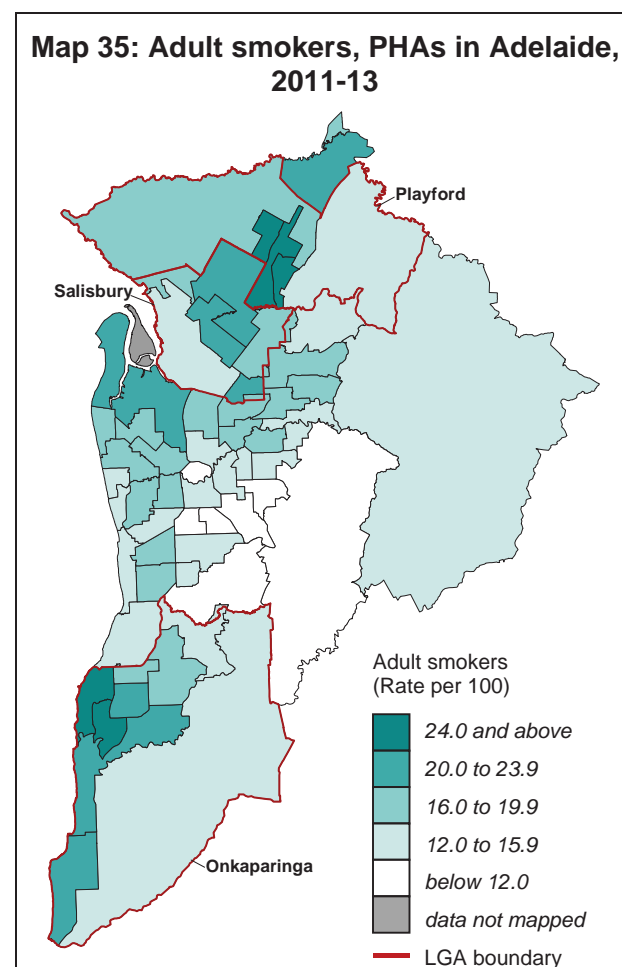 Map 35: Adult smokers, PHAs in Adelaide,
2011-13
Playford
Salisbury
Adult smokers
(Rate per 100)
24.0 and above
20.0 to 23.9
16.0 to 19.9
12.0 to 15.9
below 12.0
Onkaparinga
data not mapped
LGA boundary